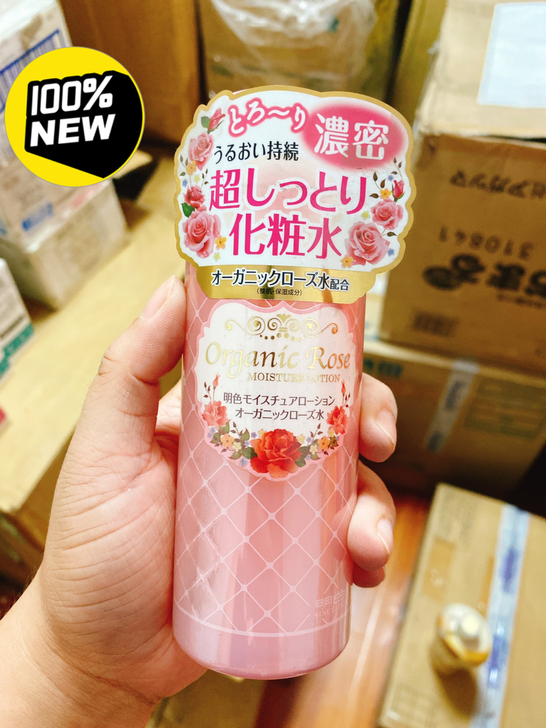 100%
NEW
とろ〜り
濃密
うるおい持続
超しっとり
化粧水
オーガニックローズ水配合
Organic Rose
MOISTURE LOTION
明色モイスチュアローション
オーガニックローズ水
310841